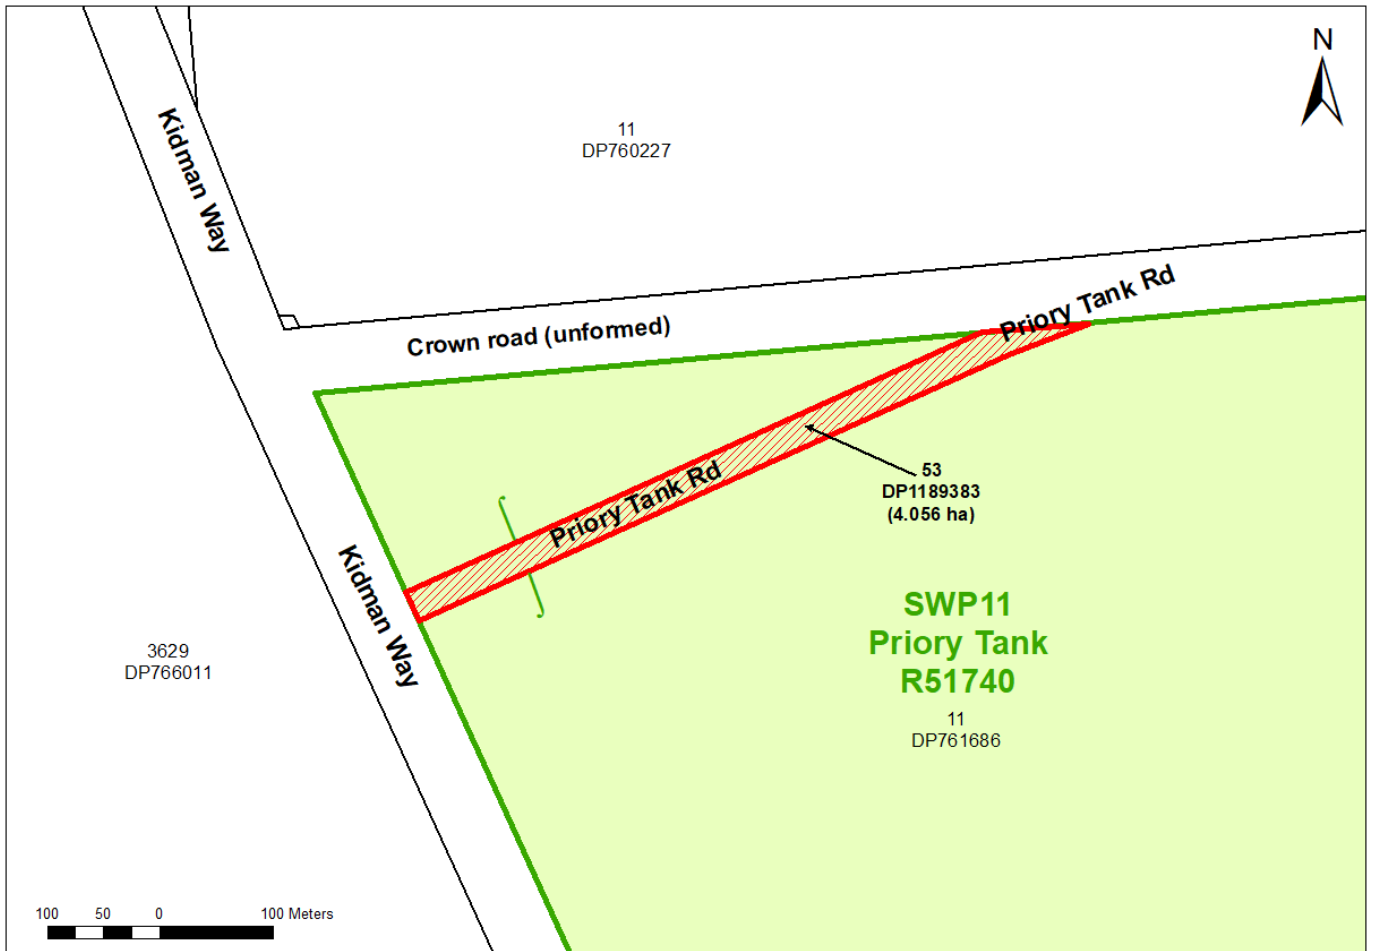 N
Kidman Way
11
DP760227
Priory Tank Rd
Crown road (unformed)
53
DP1189383
(4.056 ha)
Priory Tank Rd
Kidman Way
SWP11
Priory Tank
R51740
11
DP761686
3629
DP766011
100 50 0 100 Meters